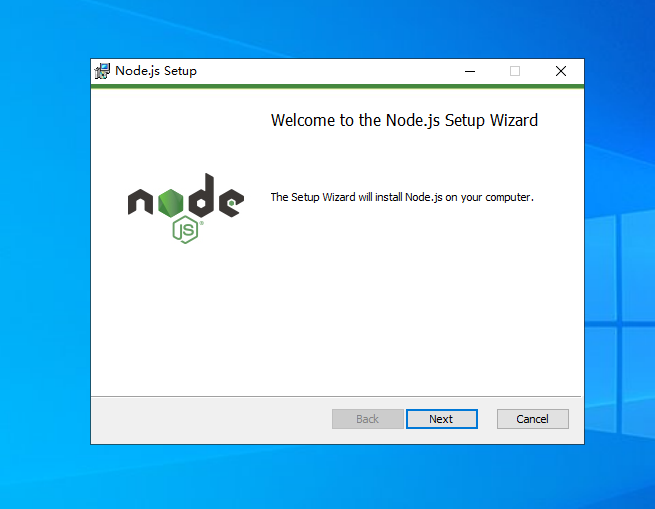 Node.js Setup
Welcome to the Node.js Setup Wizard
The Setup Wizard will install Node.js on your computer.
node
JS
Back
Next
Cancel